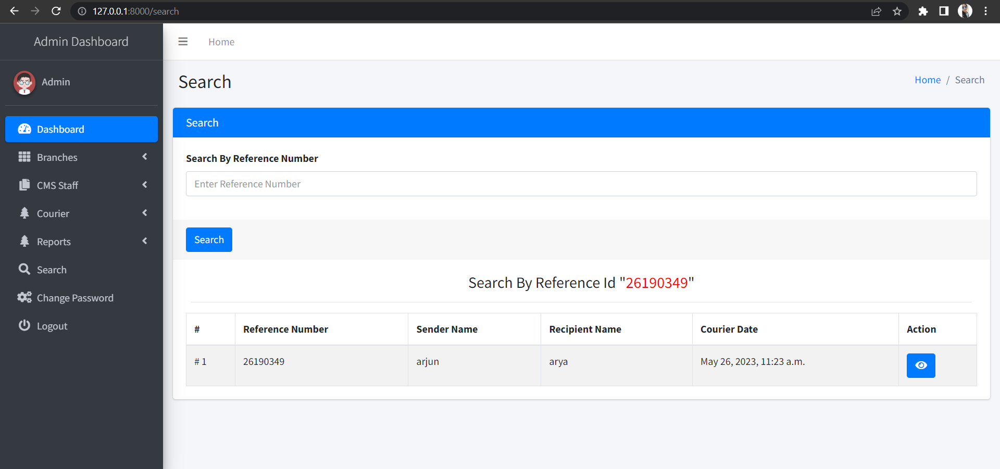 127.0.0.1:8000/search
Admin Dashboard
Home
Admin
Search
Home / Search
Dashboard
Branches
CMS Staff
Courier
Reports
Search
Change Password
Logout
Search
Search By Reference Number
Enter Reference Number
Search
Search By Reference Id "26190349"
# Reference Number Sender Name Recipient Name Courier Date Action
# 1 26190349 arjun arya May 26, 2023, 11:23 a.m.